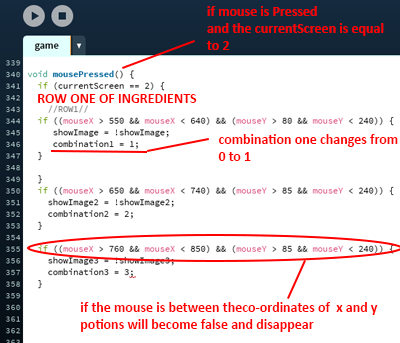 if mouse is Pressed
and the currentScreen is equal
to 2
game
339
340 void mousePressed() {
341 if (currentScreen == 2) {
342 ROW ONE OF INGREDIENTS
343 //ROW1//
344 if ((mouseX > 550 && mouseX < 640) && (mouseY > 80 && mouseY < 240)) {
345 showImage = !showImage;
346 combination1 = 1;
347 }
combination one changes from
0 to 1
348
349 }
350 if ((mouseX > 650 && mouseX < 740) && (mouseY > 85 && mouseY < 240)) {
351 showImage2 = !showImage2;
352 combination2 = 2;
353 }
354
355 if ((mouseX > 760 && mouseX < 850) && (mouseY > 85 && mouseY < 240)) {
356 showImage3 = !showImage3;
357 combination3 = 3;
358 }
359
if the mouse is between theco-ordinates of x and y
potions will become false and disappear
360
361
362